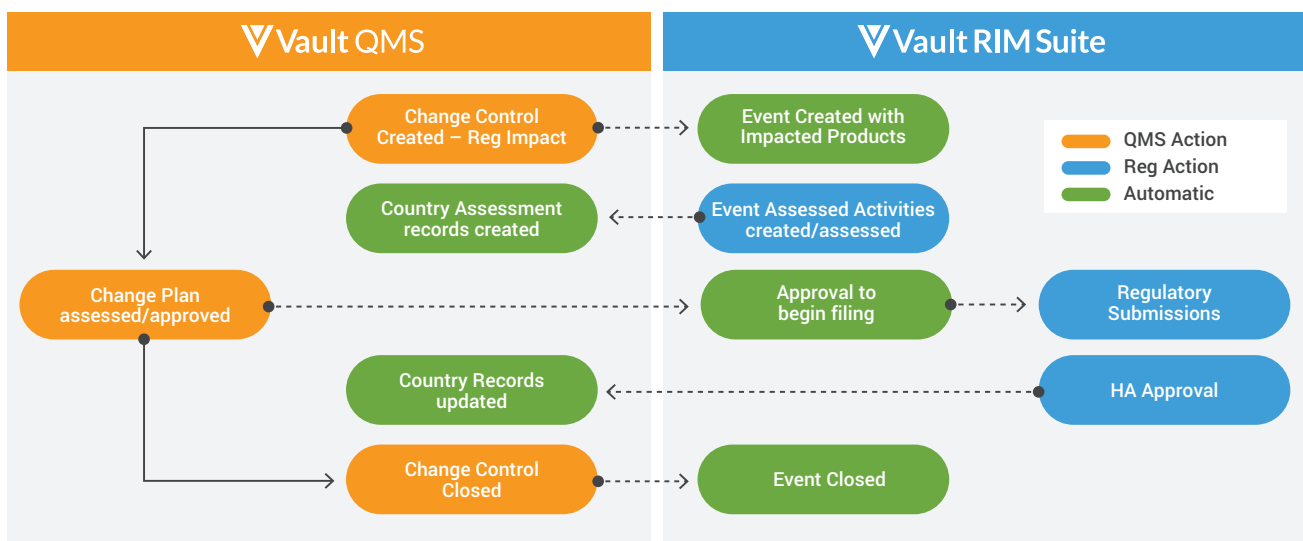 Vault QMS
Vault RIM Suite
Change Control
Created – Reg Impact
Event Created with
Impacted Products
QMS Action
Reg Action
Automatic
Country Assessment
records created
Event Assessed Activities
created/assessed
Change Plan
assessed/approved
Approval to
begin filing
Regulatory
Submissions
Country Records
updated
HA Approval
Change Control
Closed
Event Closed